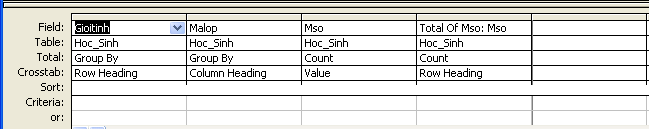 Field: Gioitinh Malop Mso Total Of Mso: Mso
Table: Hoc_Sinh Hoc_Sinh Hoc_Sinh Hoc_Sinh
Total: Group By Group By Count Count
Crosstab: Row Heading Column Heading Value Row Heading
Sort:
Criteria:
or: